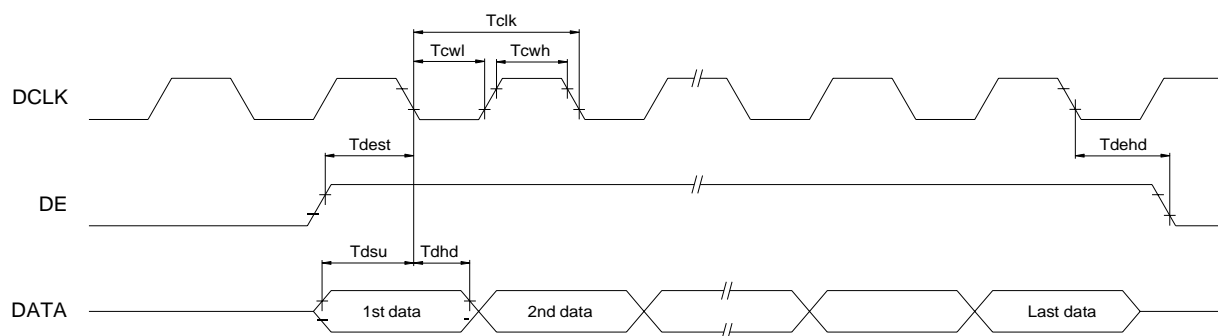 Tclk
Tcwl
Tcwh
DCLK
Tdest
Tdehd
DE
Tdsu
Tdhd
DATA
1st data
2nd data
Last data